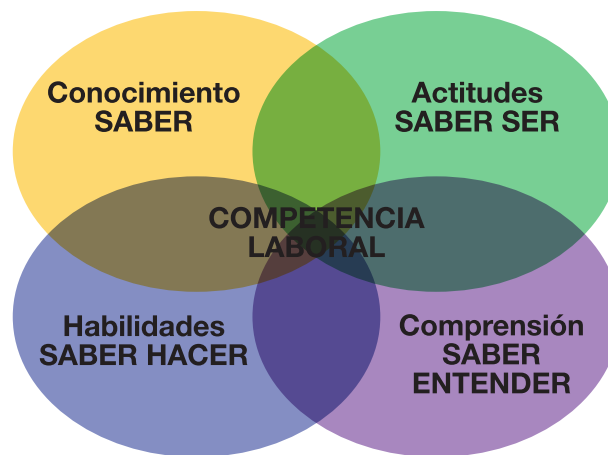 Conocimiento
SABER
Actitudes
SABER SER
COMPETENCIA
LABORAL
Habilidades
SABER HACER
Comprensión
SABER
ENTENDER